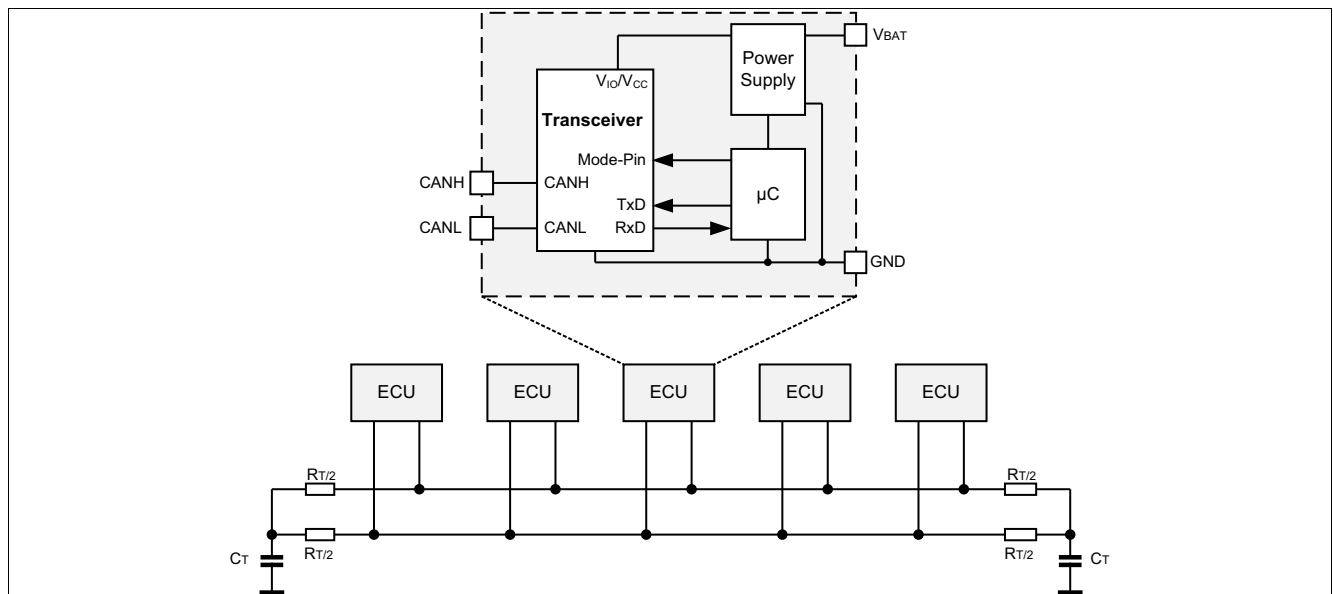 VBAT
Power
Supply
VIO/VCC
Transceiver
Mode-Pin
µC
CANH
CANH
TxD
CANL
CANL
RxD
GND
ECU
ECU
ECU
ECU
ECU
RT/2
RT/2
RT/2
RT/2
CT
CT